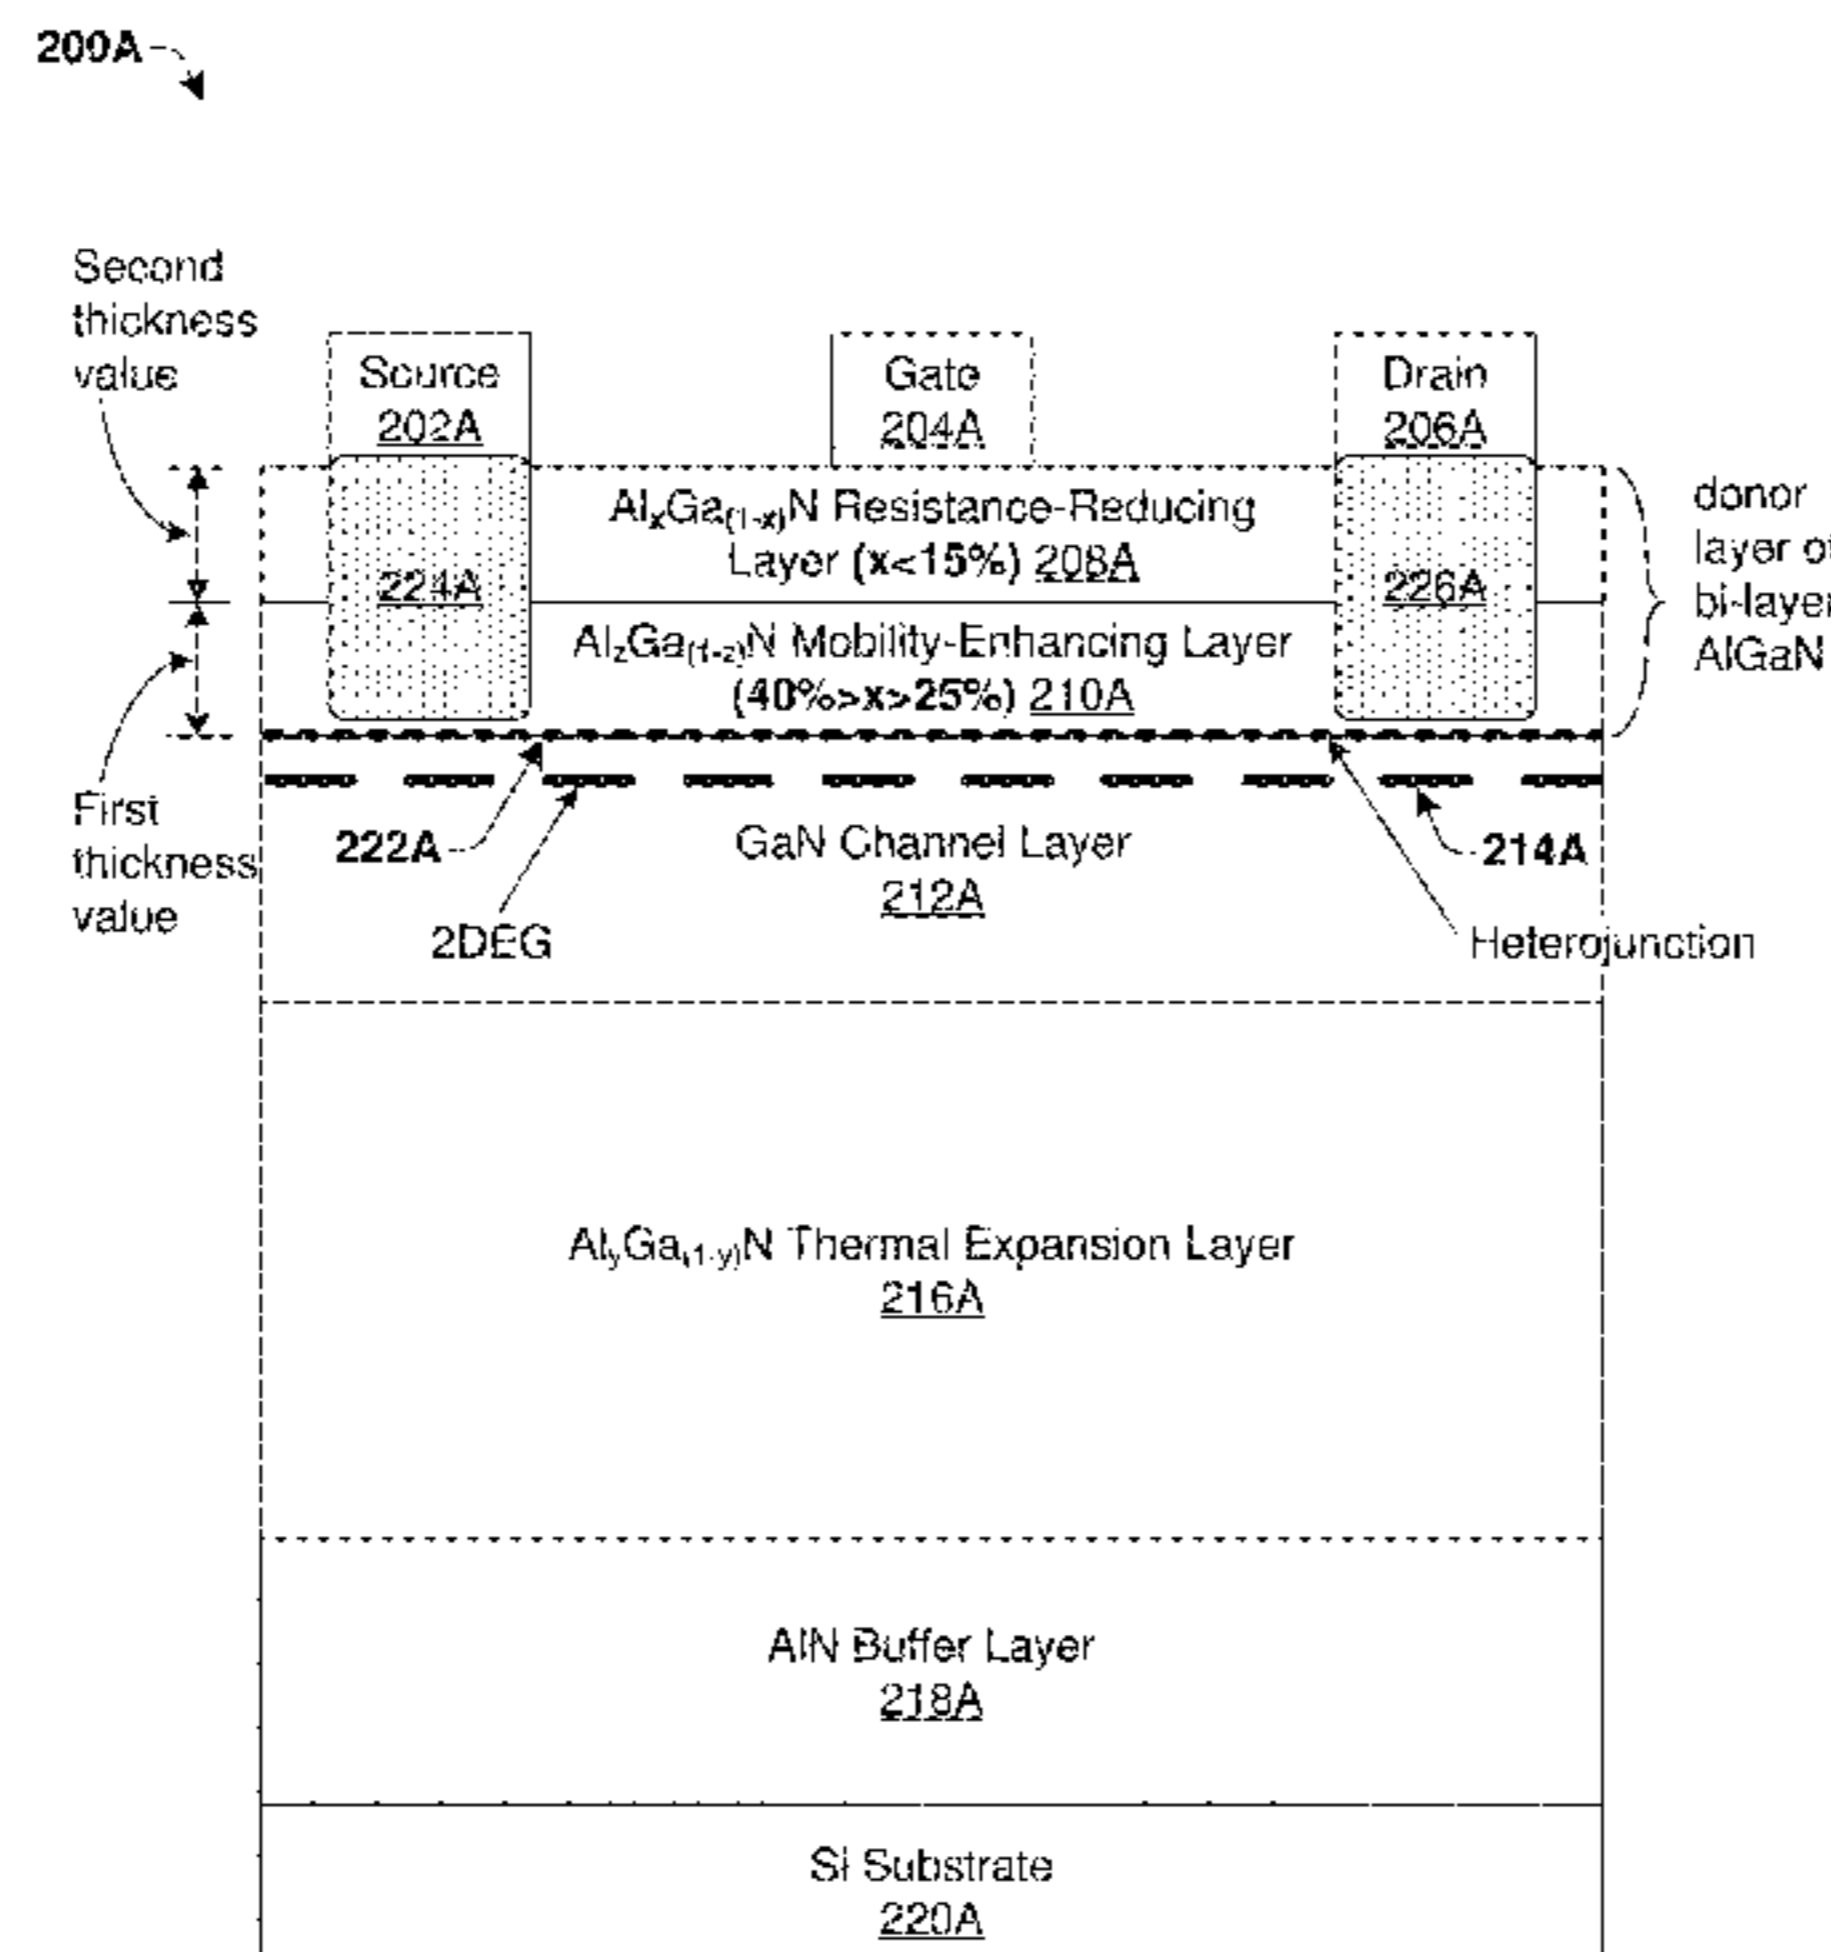 200A
Second
thickness
value
Source
202A
Gate
204A
Drain
206A
AlxGa(1-x)N Resistance-Reducing
Layer (x<15%) 208A
224A
226A
AlzGa(1-z)N Mobility-Enhancing Layer
(40%>x>25%) 210A
donor
layer of
bi-layer
AlGaN
First
thickness
value
222A
2DEG
GaN Channel Layer
212A
214A
Heterojunction
AlyGa(1-y)N Thermal Expansion Layer
216A
AlN Buffer Layer
218A
Si Substrate
220A